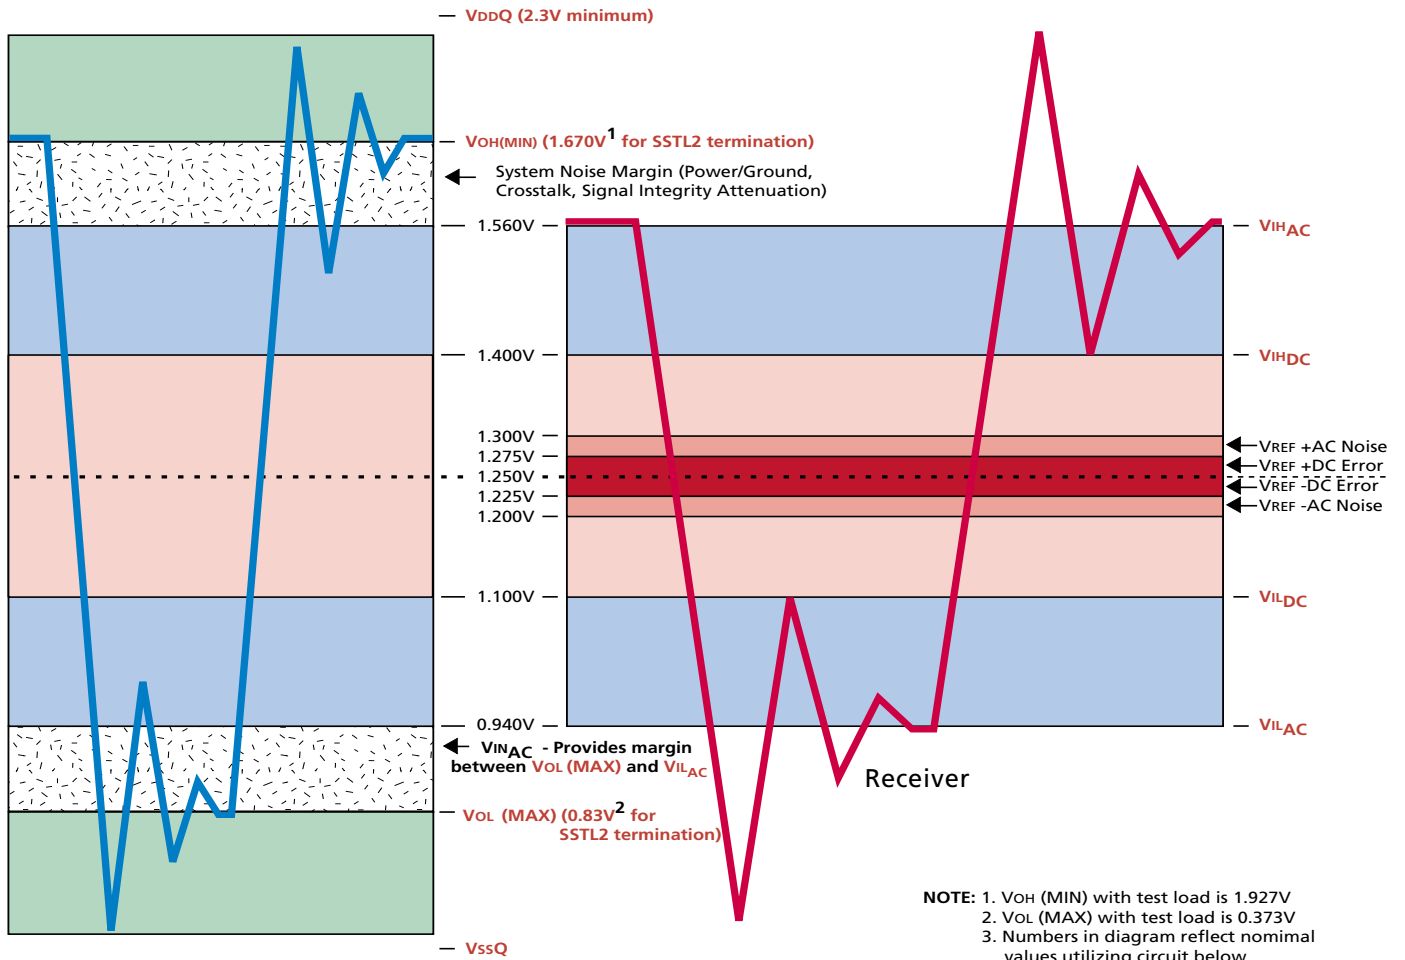 VDDQ (2.3V minimum)
VOH(MIN) (1.670V1 for SSTL2 termination)
System Noise Margin (Power/Ground,
Crosstalk, Signal Integrity Attenuation)
1.560V
VIHAC
1.400V
VIHDC
1.300V
1.275V
1.250V
1.225V
1.200V
VREF +AC Noise
VREF +DC Error
VREF -DC Error
VREF -AC Noise
1.100V
VILDC
0.940V
VILAC
VINAC - Provides margin
between VOL (MAX) and VILAC
Receiver
VOL (MAX) (0.83V2 for
SSTL2 termination)
NOTE: 1. VOH (MIN) with test load is 1.927V
2. VOL (MAX) with test load is 0.373V
3. Numbers in diagram reflect nomimal
values utilizing circuit below
VSSQ